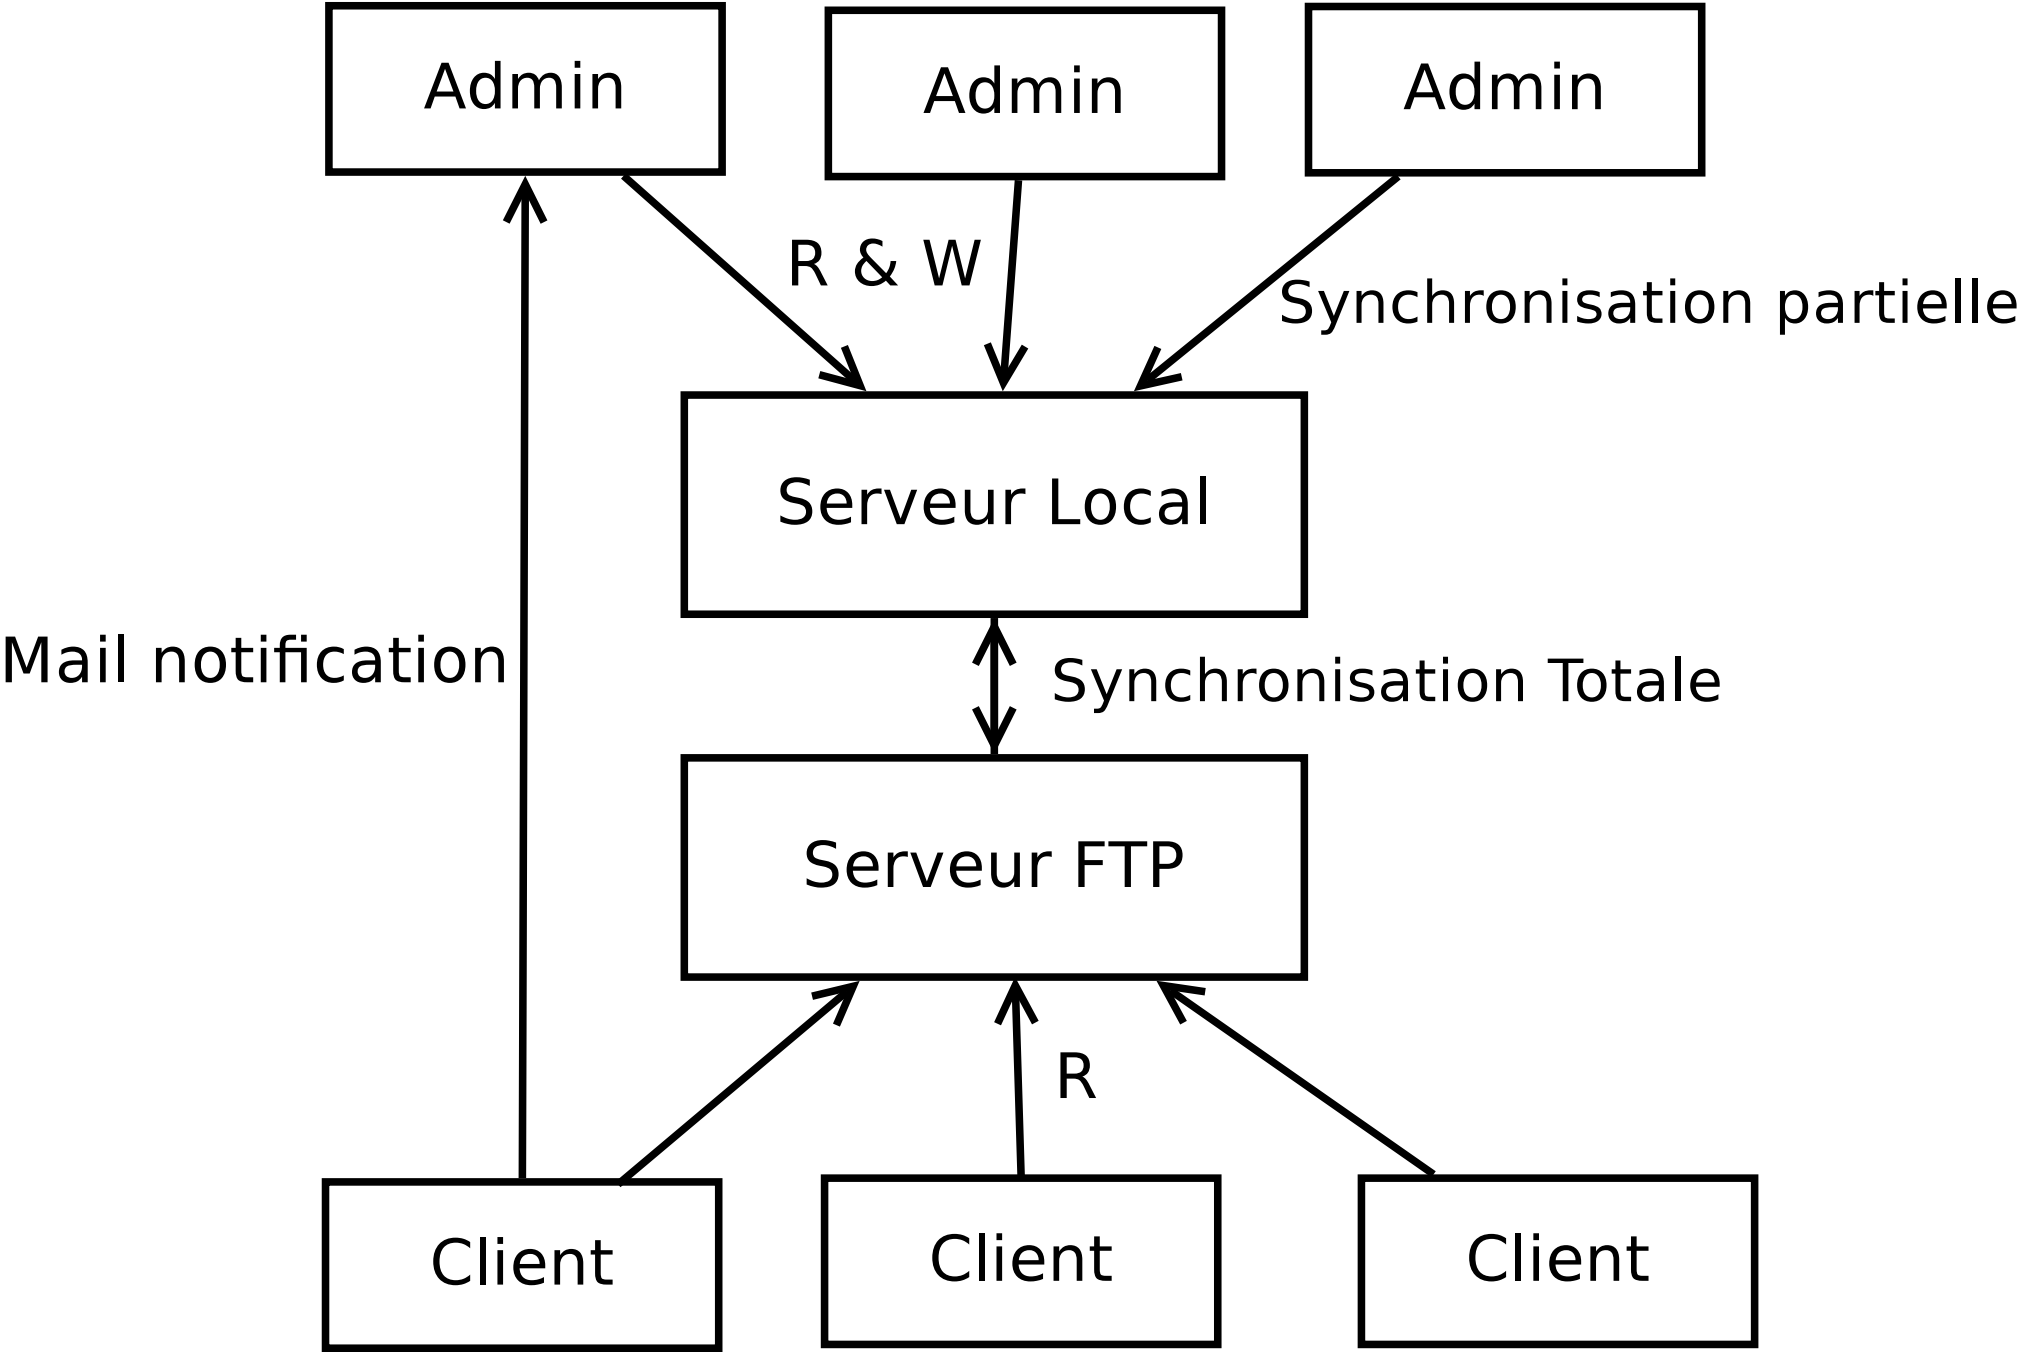 Admin
Admin
Admin
R & W
Synchronisation partielle
Serveur Local
Mail notification
Synchronisation Totale
Serveur FTP
R
Client
Client
Client